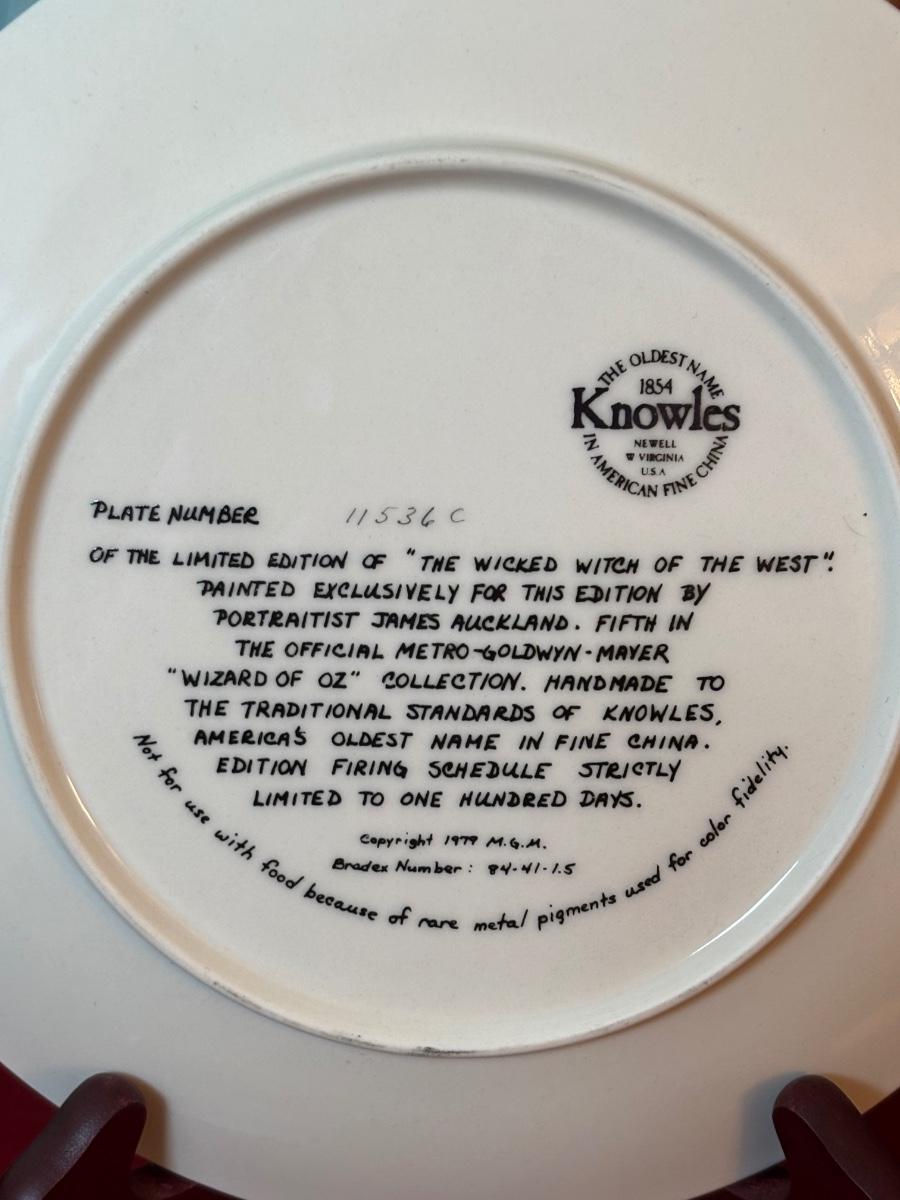 THE OLDEST NAME
1854
Knowles
NEWELL
W VIRGINIA
U.S.A
IN AMERICAN FINE CHINA
PLATE NUMBER 11536 C
OF THE LIMITED EDITION OF "THE WICKED WITCH OF THE WEST".
PAINTED EXCLUSIVELY FOR THIS EDITION BY
PORTRAITIST JAMES AUCKLAND. FIFTH IN
THE OFFICIAL METRO-GOLDWYN-MAYER
"WIZARD OF OZ" COLLECTION. HANDMADE TO
THE TRADITIONAL STANDARDS OF KNOWLES,
AMERICA'S OLDEST NAME IN FINE CHINA.
EDITION FIRING SCHEDULE STRICTLY
LIMITED TO ONE HUNDRED DAYS.
Copyright 1979 M.G.M.
Bradex Number: 84-41-1.5
Not for use with food because of rare metal pigments used for color fidelity.